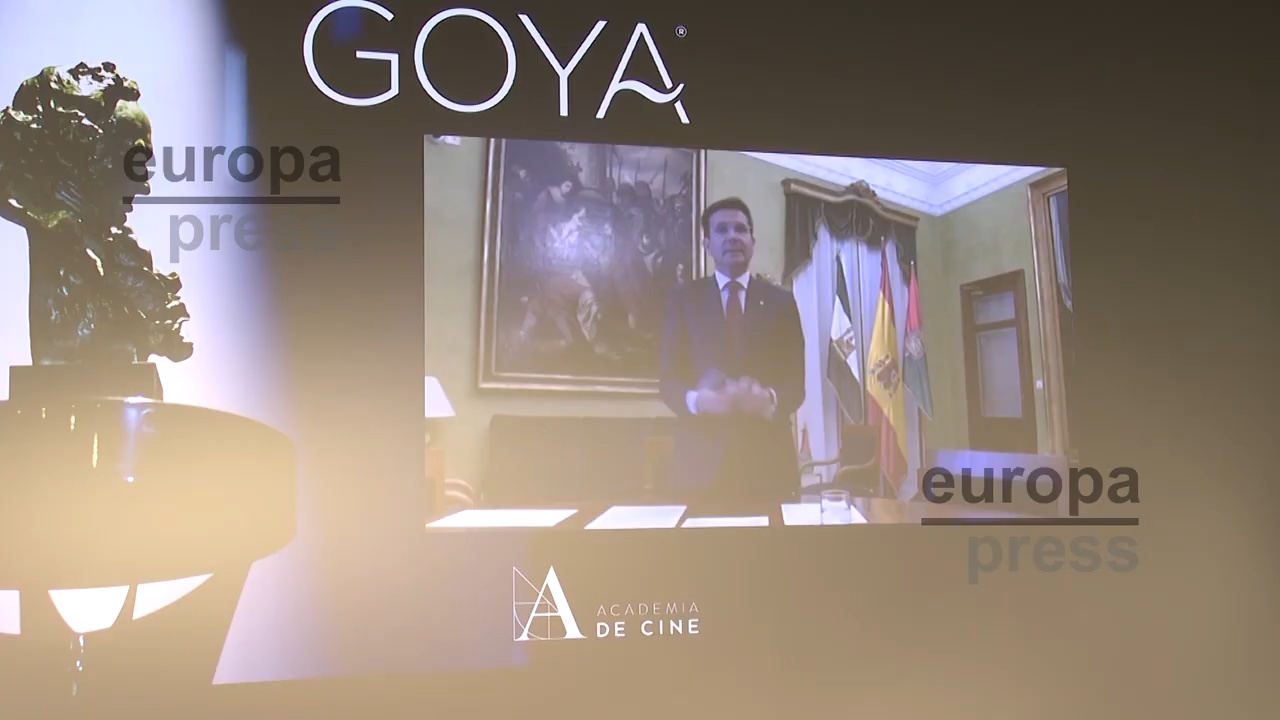 GOYA®
europa
press
europa
press
ACADEMIA
DE CINE